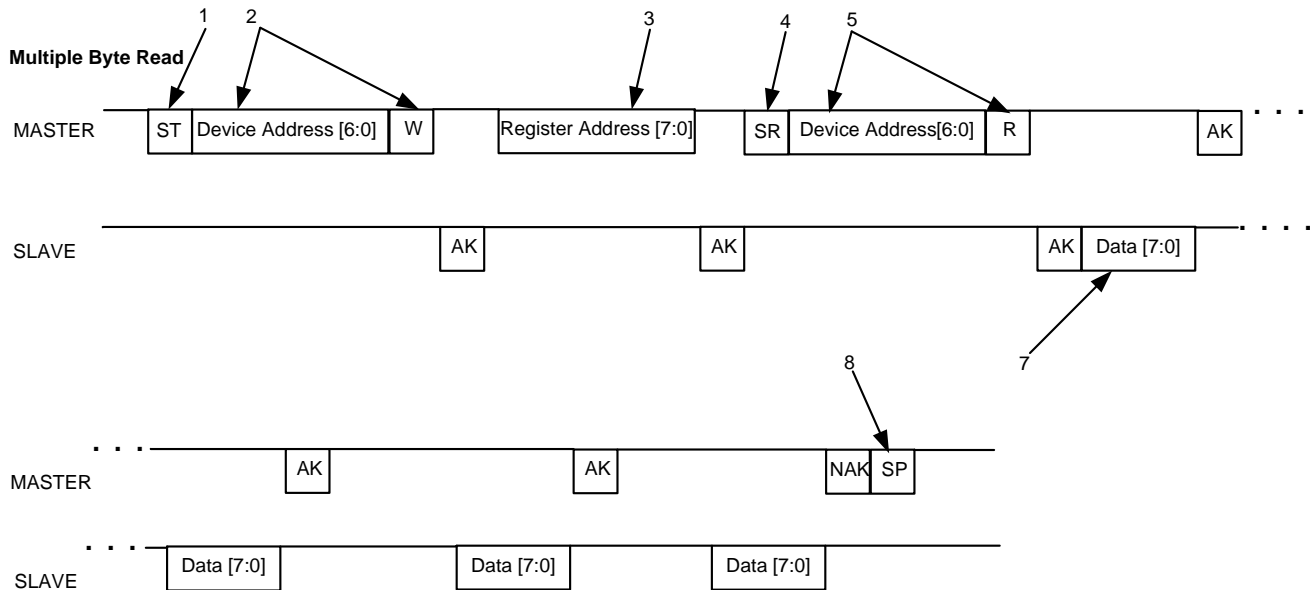 1 2 3 4 5
Multiple Byte Read
MASTER ST Device Address [6:0] W Register Address [7:0] SR Device Address[6:0] R AK . . .
SLAVE AK AK AK Data [7:0] . . . .
7
8
. . . MASTER AK AK NAK SP
. . . SLAVE Data [7:0] Data [7:0] Data [7:0]